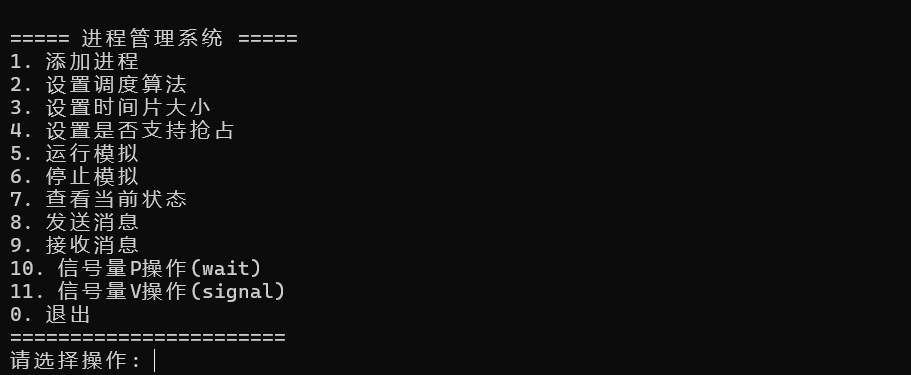 ===== 进程管理系统 =====
1. 添加进程
2. 设置调度算法
3. 设置时间片大小
4. 设置是否支持抢占
5. 运行模拟
6. 停止模拟
7. 查看当前状态
8. 发送消息
9. 接收消息
10. 信号量P操作(wait)
11. 信号量V操作(signal)
0. 退出
=======================
请选择操作: